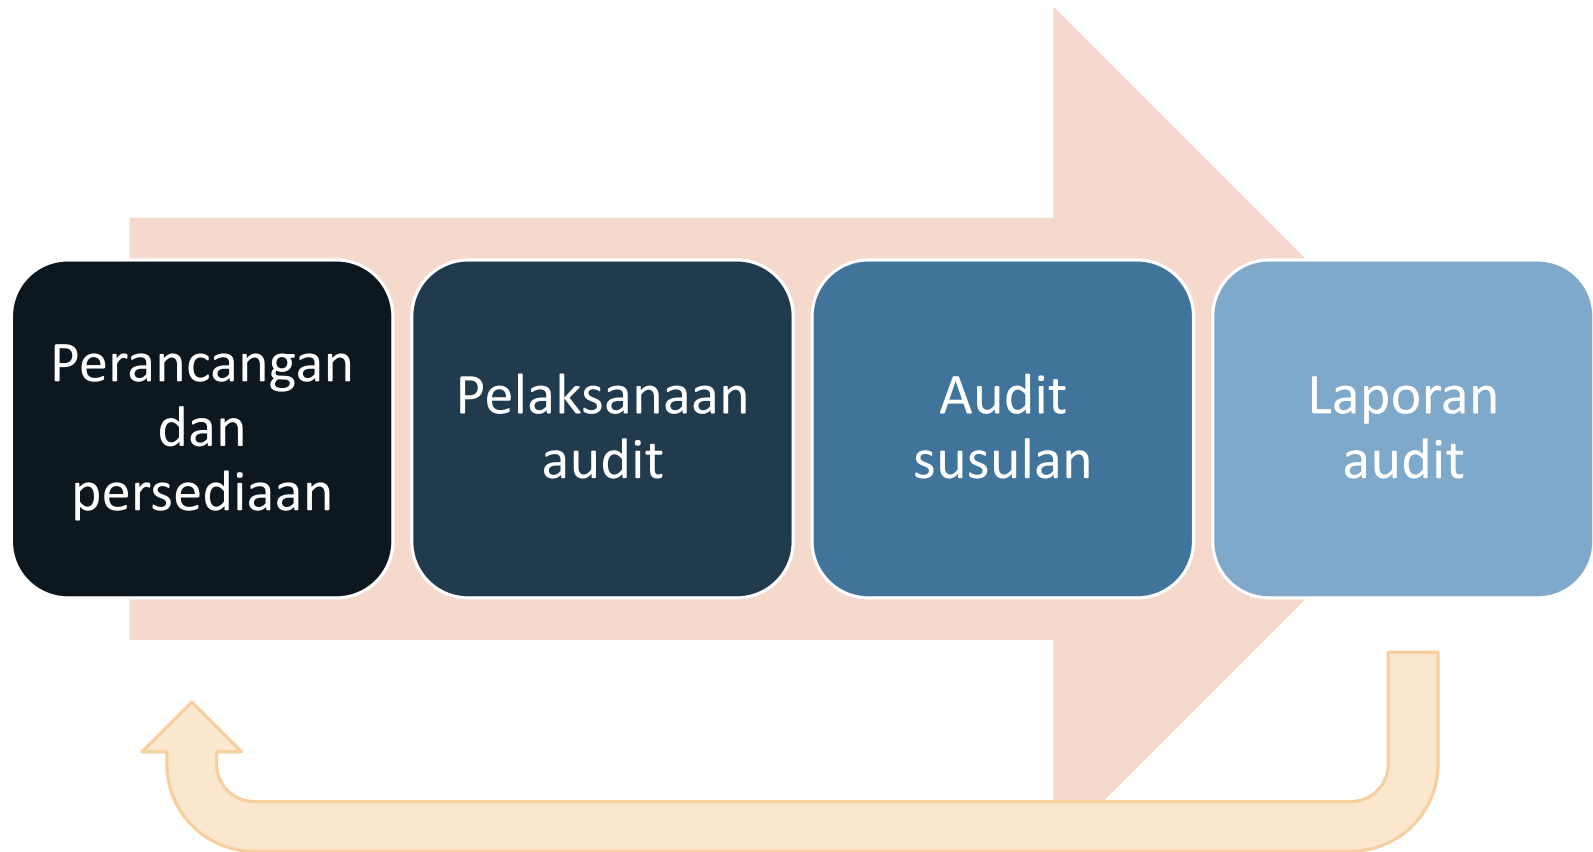 Perancangan
dan
persediaan
Pelaksanaan
audit
Audit
susulan
Laporan
audit